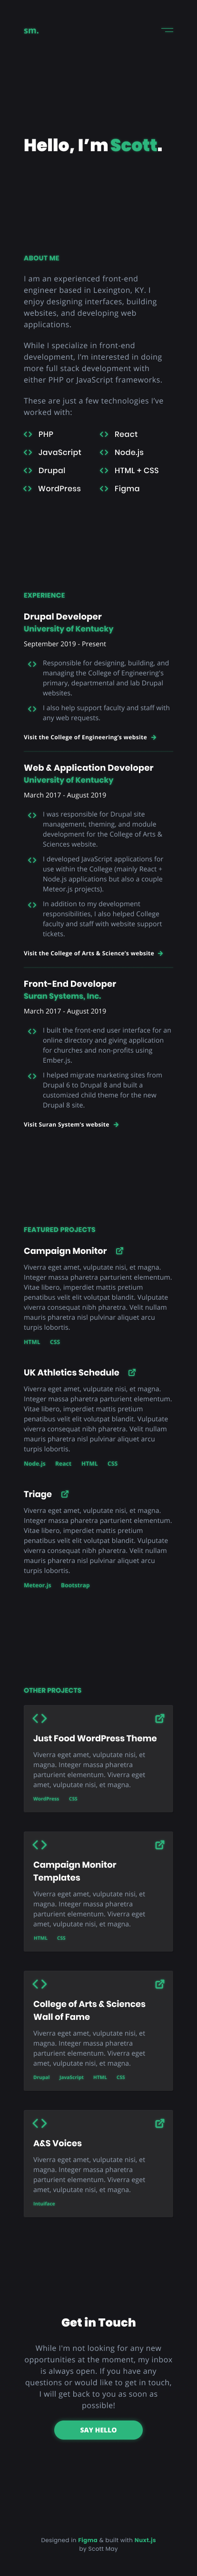 sm.
Hello, I'm Scott.
ABOUT ME
I am an experienced front-end
engineer based in Lexington, KY. I
enjoy designing interfaces, building
websites, and developing web
applications.
While I specialize in front-end
development, I'm interested in doing
more full stack development with
either PHP or JavaScript frameworks.
These are just a few technologies I've
worked with:
PHP
React
JavaScript
Node.js
Drupal
HTML + CSS
WordPress
Figma
EXPERIENCE
Drupal Developer
University of Kentucky
September 2019 - Present
Responsible for designing, building, and
managing the College of Engineering's
primary, departmental and lab Drupal
websites.
I also help support faculty and staff with
any web requests.
Visit the College of Engineering's website
Web & Application Developer
University of Kentucky
March 2017 - August 2019
I was responsible for Drupal site
management, theming, and module
development for the College of Arts &
Sciences website.
I developed JavaScript applications for
use within the College (mainly React +
Node.js applications but also a couple
Meteor.js projects).
In addition to my development
responsibilities, I also helped College
faculty and staff with website support
tickets.
Visit the College of Arts & Science's website
Front-End Developer
Suran Systems, Inc.
March 2017 - August 2019
I built the front-end user interface for an
online directory and giving application
for churches and non-profits using
Ember.js.
I helped migrate marketing sites from
Drupal 6 to Drupal 8 and built a
customized child theme for the new
Drupal 8 site.
Visit Suran System's website
FEATURED PROJECTS
Campaign Monitor
Viverra eget amet, vulputate nisi, et magna.
Integer massa pharetra parturient elementum.
Vitae libero, imperdiet mattis pretium
penatibus velit elit volutpat blandit. Vulputate
viverra consequat nibh pharetra. Velit nullam
mauris pharetra nisl pulvinar aliquet arcu
turpis lobortis.
HTML CSS
UK Athletics Schedule
Viverra eget amet, vulputate nisi, et magna.
Integer massa pharetra parturient elementum.
Vitae libero, imperdiet mattis pretium
penatibus velit elit volutpat blandit. Vulputate
viverra consequat nibh pharetra. Velit nullam
mauris pharetra nisl pulvinar aliquet arcu
turpis lobortis.
Node.js React HTML CSS
Triage
Viverra eget amet, vulputate nisi, et magna.
Integer massa pharetra parturient elementum.
Vitae libero, imperdiet mattis pretium
penatibus velit elit volutpat blandit. Vulputate
viverra consequat nibh pharetra. Velit nullam
mauris pharetra nisl pulvinar aliquet arcu
turpis lobortis.
Meteor.js Bootstrap
OTHER PROJECTS
Just Food WordPress Theme
Viverra eget amet, vulputate nisi, et
magna. Integer massa pharetra
parturient elementum. Viverra eget
amet, vulputate nisi, et magna.
WordPress CSS
Campaign Monitor
Templates
Viverra eget amet, vulputate nisi, et
magna. Integer massa pharetra
parturient elementum. Viverra eget
amet, vulputate nisi, et magna.
HTML CSS
College of Arts & Sciences
Wall of Fame
Viverra eget amet, vulputate nisi, et
magna. Integer massa pharetra
parturient elementum. Viverra eget
amet, vulputate nisi, et magna.
Drupal JavaScript HTML CSS
A&S Voices
Viverra eget amet, vulputate nisi, et
magna. Integer massa pharetra
parturient elementum. Viverra eget
amet, vulputate nisi, et magna.
Intuiface
Get in Touch
While I'm not looking for any new
opportunities at the moment, my inbox
is always open. If you have any
questions or would like to get in touch,
I will get back to you as soon as
possible!
SAY HELLO
Designed in Figma & built with Nuxt.js
by Scott May